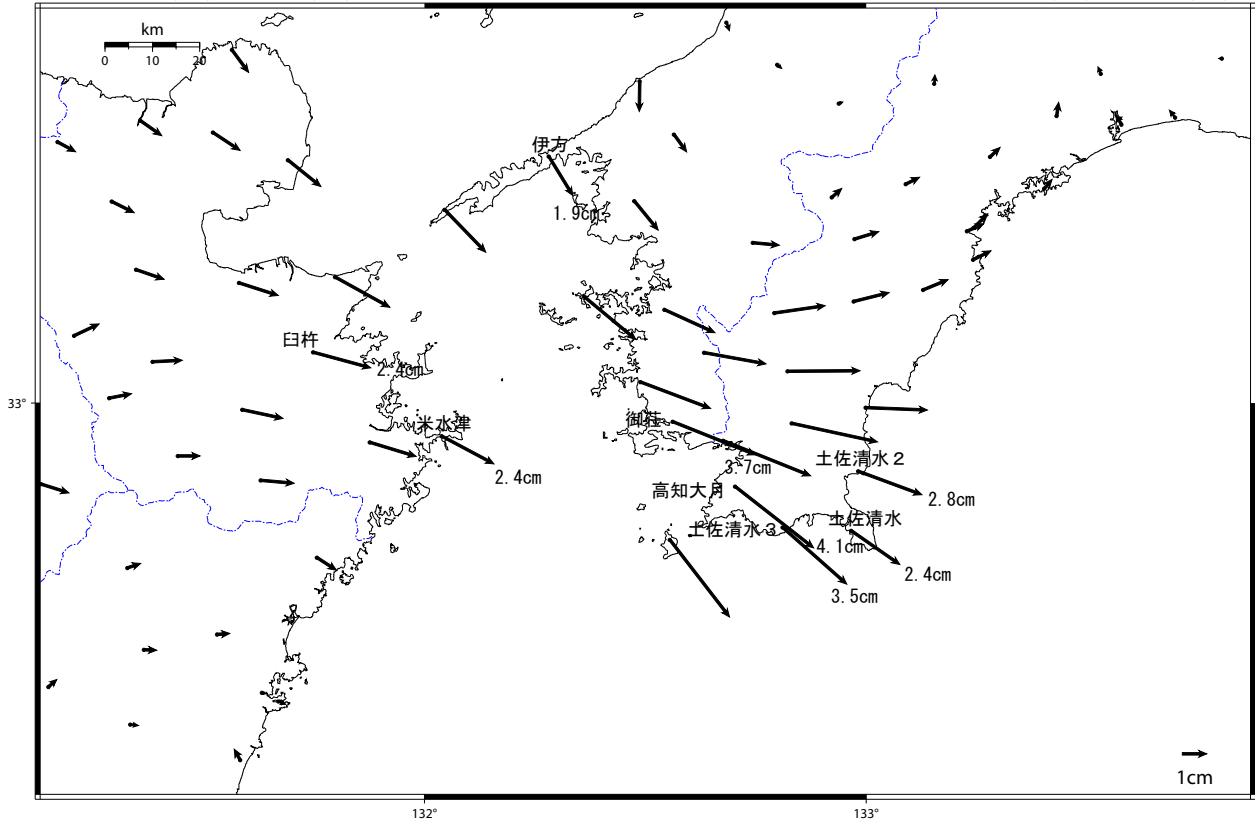 km
0 10 20
伊方
1.9cm
臼杵
2.4cm
33°
米水津
2.4cm
御荘
3.7cm
土佐清水２
2.8cm
高知大月
4.1cm
土佐清水３
3.5cm
土佐清水
2.4cm
1cm
132° 133°